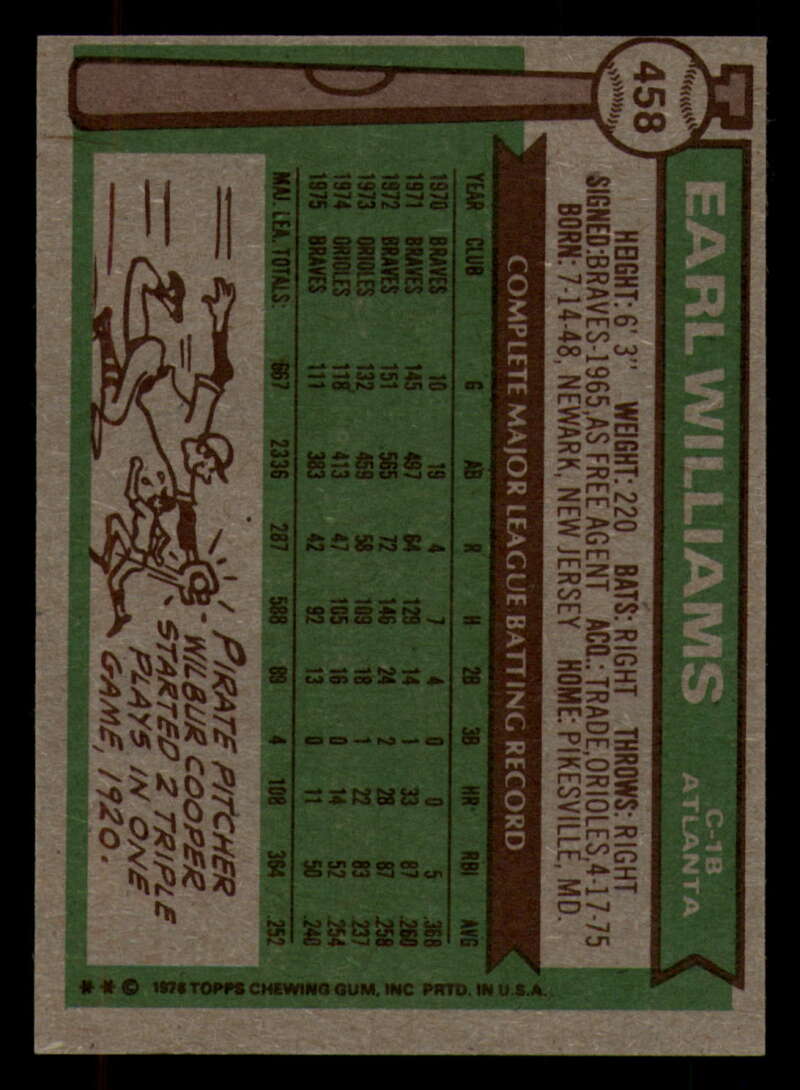 458
EARL WILLIAMS
C-1B
ATLANTA
HEIGHT: 6' 3" WEIGHT: 220 BATS: RIGHT THROWS: RIGHT
SIGNED: BRAVES-1965, AS FREE AGENT ACQ.: TRADE, ORIOLES, 4-17-75
BORN: 7-14-48, NEWARK, NEW JERSEY HOME: PIKESVILLE, MD.
COMPLETE MAJOR LEAGUE BATTING RECORD
YEAR CLUB G AB R H 2B 3B HR RBI AVG
1970 BRAVES 10 19 4 7 4 0 0 5 .368
1971 BRAVES 145 497 64 129 14 1 33 87 .260
1972 BRAVES 151 565 72 146 24 2 28 87 .258
1973 ORIOLES 132 459 58 109 18 1 22 83 .237
1974 ORIOLES 118 413 47 105 16 0 14 52 .254
1975 BRAVES 111 383 42 92 13 0 11 50 .240
MAJ. LEA. TOTALS: 667 2336 287 588 89 4 108 364 .252
PIRATE PITCHER
WILBUR COOPER
STARTED 2 TRIPLE
PLAYS IN ONE
GAME, 1920.
* * © 1976 TOPPS CHEWING GUM, INC PRTD. IN U.S.A.